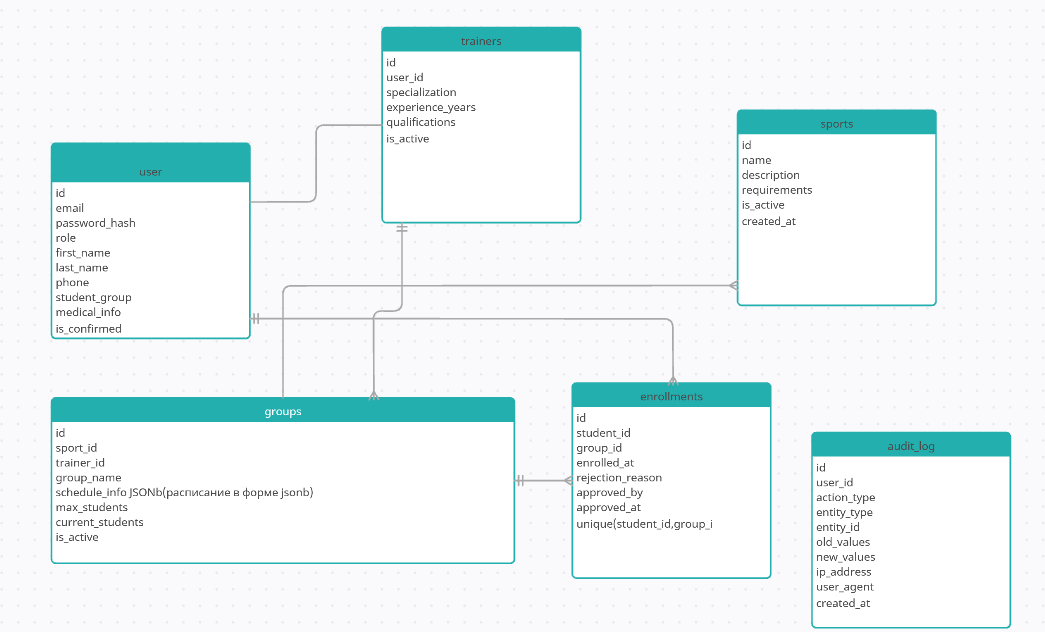 trainers
id
user_id
specialization
experience_years
qualifications
is_active
sports
id
name
description
requirements
is_active
created_at
user
id
email
password_hash
role
first_name
last_name
phone
student_group
medical_info
is_confirmed
groups
id
sport_id
trainer_id
group_name
schedule_info JSONb(расписание в форме jsonb)
max_students
current_students
is_active
enrollments
id
student_id
group_id
enrolled_at
rejection_reason
approved_by
approved_at
unique(student_id,group_i
audit_log
id
user_id
action_type
entity_type
entity_id
old_values
new_values
ip_address
user_agent
created_at